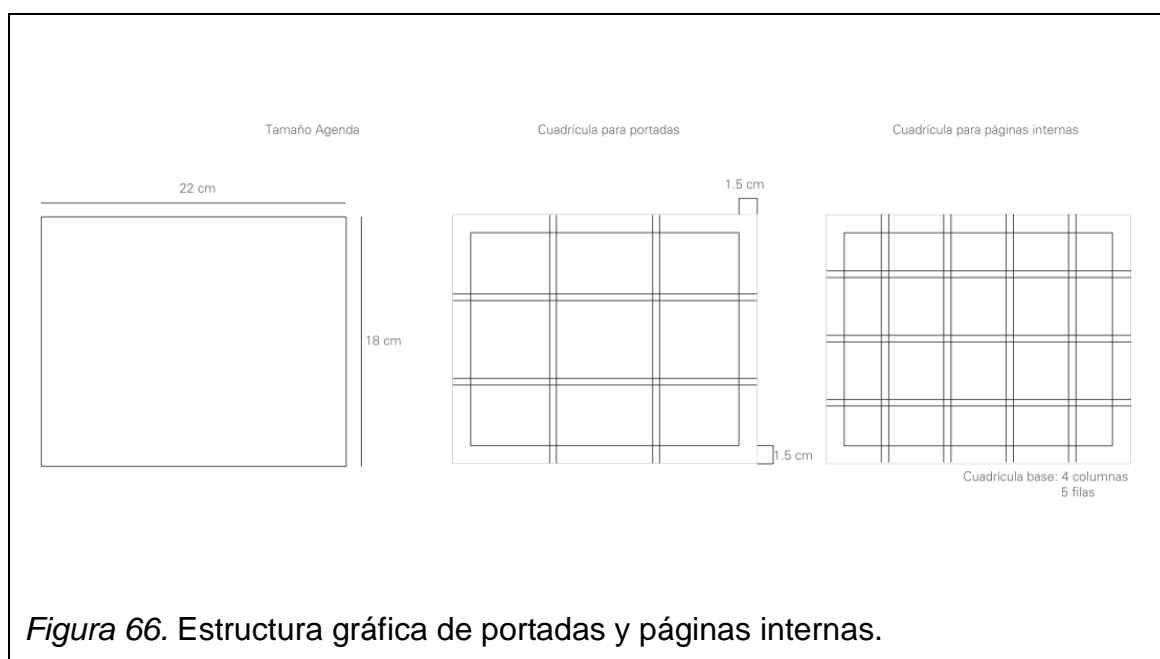 Tamaño Agenda
Cuadrícula para portadas
Cuadrícula para páginas internas
22 cm
1.5 cm
18 cm
1.5 cm
Cuadrícula base: 4 columnas
5 filas
Figura 66. Estructura gráfica de portadas y páginas internas.